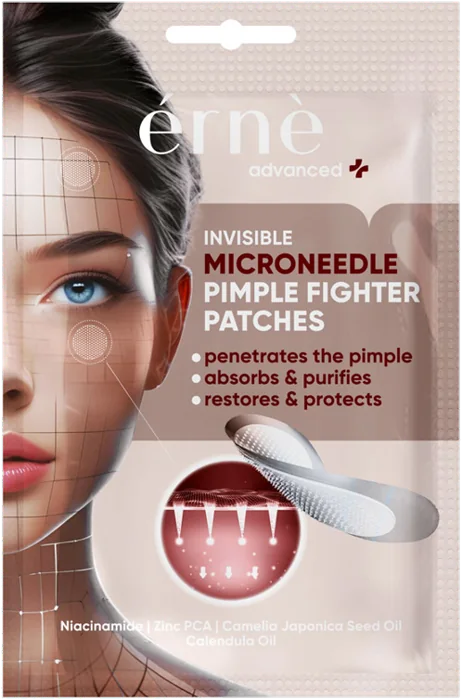 érnè
advanced
INVISIBLE
MICRONEEDLE
PIMPLE FIGHTER
PATCHES
penetrates the pimple
absorbs & purifies
restores & protects
Niacinamide | Zinc PCA | Camelia Japonica Seed Oil
Calendula Oil